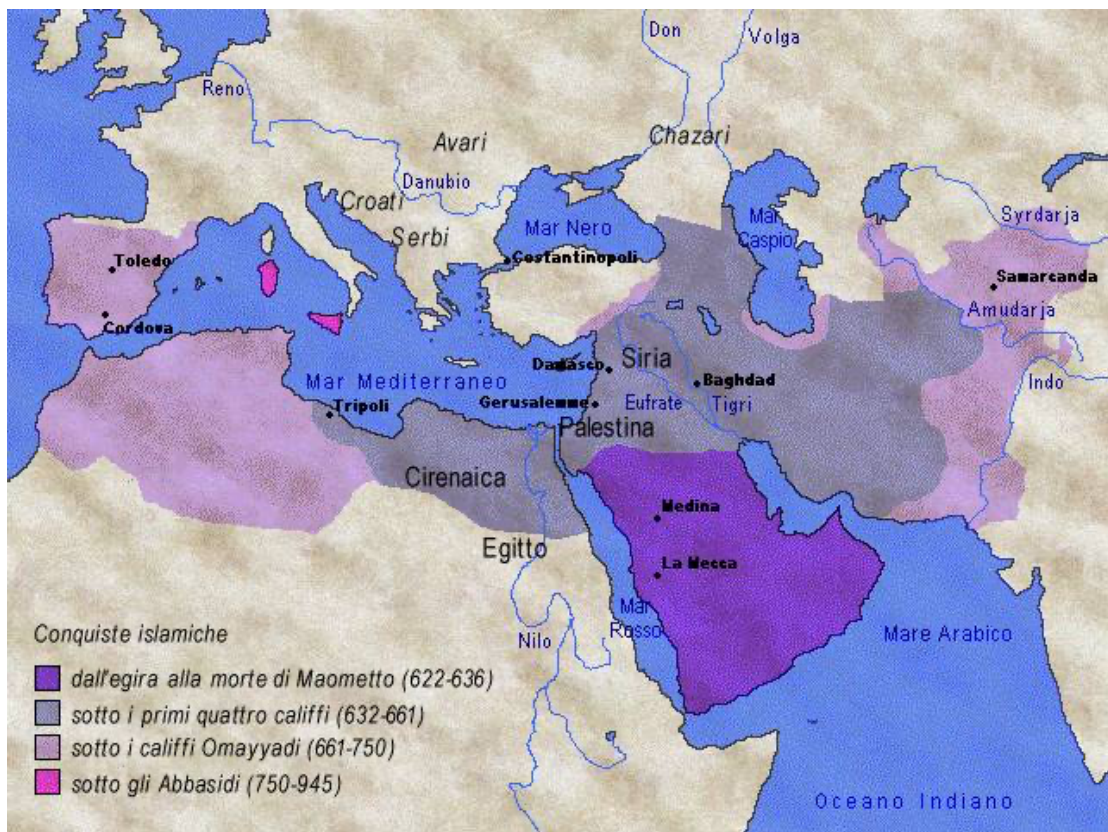 Don
Volga
Reno
Avari
Chazari
Danubio
Croati
Serbi
Mar Nero
Mar
Caspio
Syrdarja
Toledo
Costantinopoli
Samarcanda
Cordova
Amudarja
Mar Mediterraneo
Damasco
Siria
Baghdad
Indo
Tripoli
Gerusalemme
Eufrate
Tigri
Palestina
Cirenaica
Medina
Egitto
La Mecca
Mar
Rosso
Nilo
Mare Arabico
Conquiste islamiche
dall'egira alla morte di Maometto (622-636)
sotto i primi quattro califfi (632-661)
sotto i califfi Omayyadi (661-750)
sotto gli Abbasidi (750-945)
Oceano Indiano